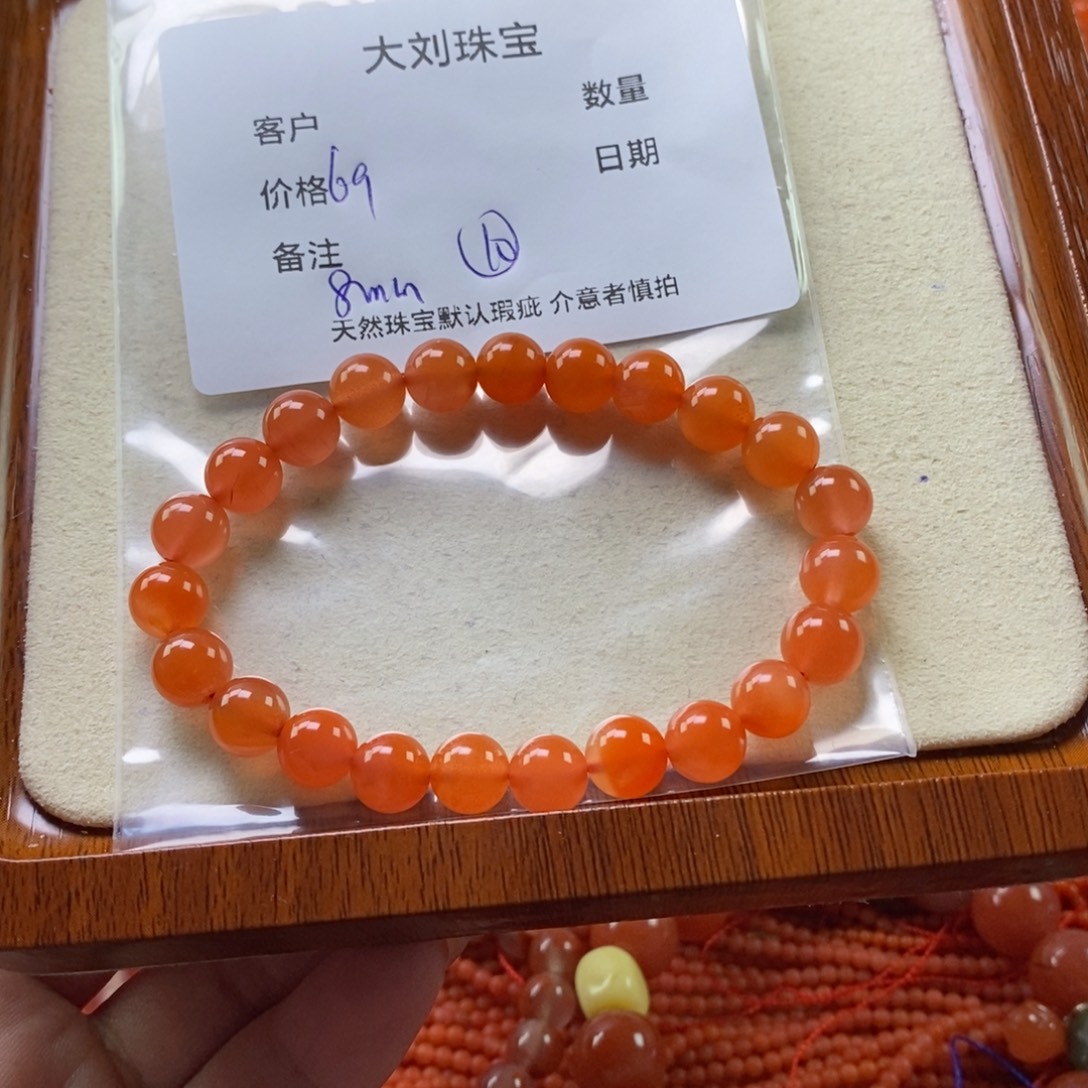 大刘珠宝
客户 数量
价格69 日期
备注 ⑩
8mm
天然珠宝默认瑕疵 介意者慎拍